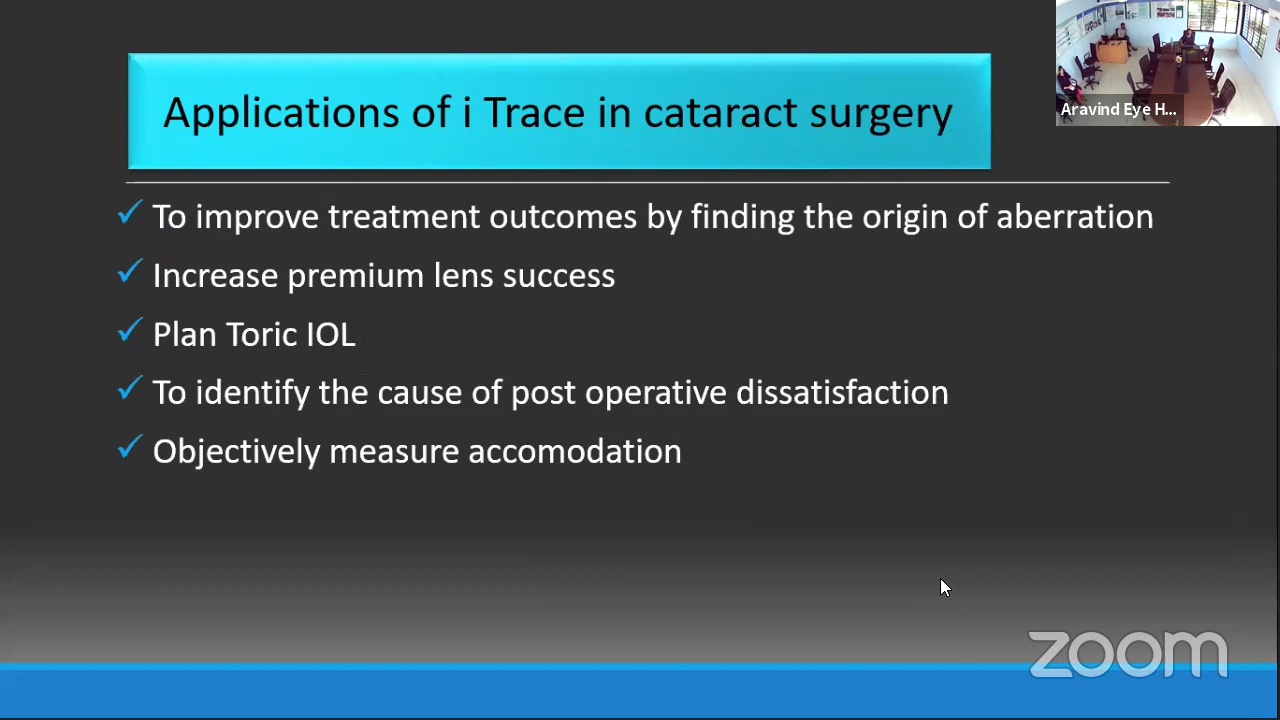 Applications of i Trace in cataract surgery
Aravind Eye H...
To improve treatment outcomes by finding the origin of aberration
Increase premium lens success
Plan Toric IOL
To identify the cause of post operative dissatisfaction
Objectively measure accomodation
zoom